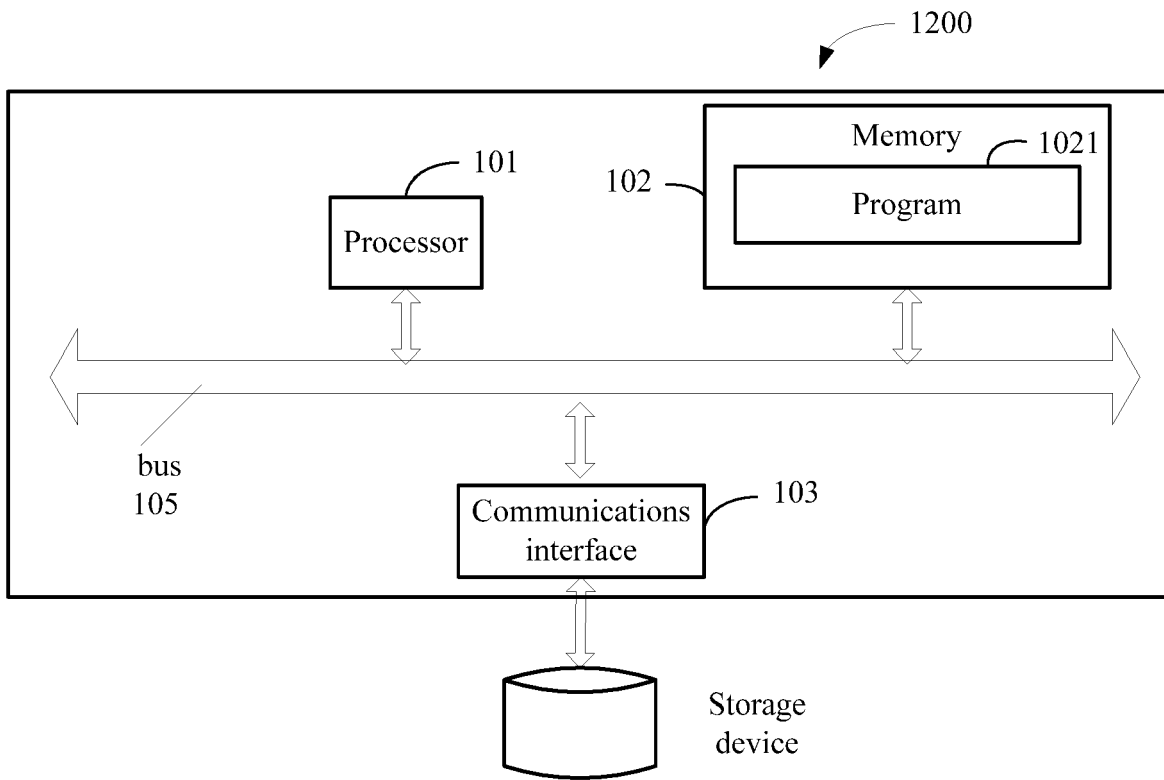 1200
Memory
1021
101
102
Program
Processor
bus
105
103
Communications
interface
Storage
device